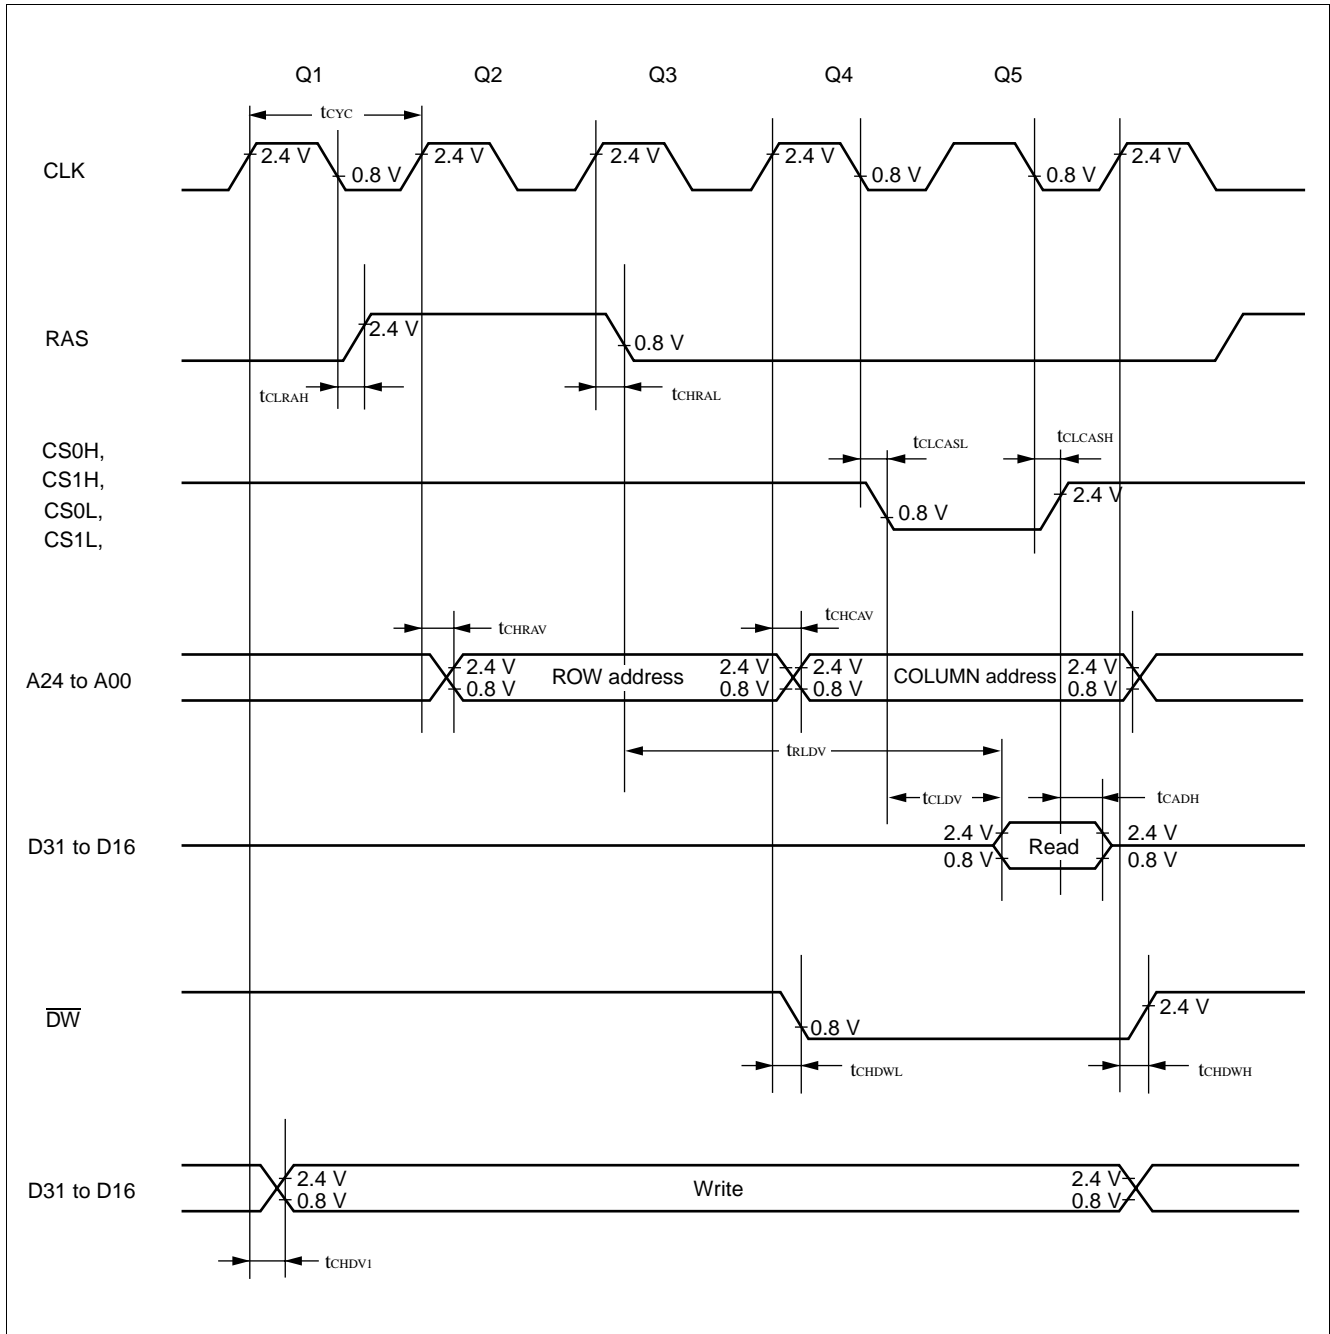 Q1 Q2 Q3 Q4 Q5
tCYC
CLK 2.4 V 0.8 V 2.4 V 2.4 V 2.4 V 0.8 V 0.8 V 2.4 V
RAS 2.4 V 0.8 V
tCLRAH tCHRAL
tCLCASL tCLCASH
CS0H,
CS1H,
CS0L,
CS1L,
2.4 V
0.8 V
tCHRAV tCHCAV
A24 to A00
2.4 V ROW address 2.4 V 2.4 V COLUMN address 2.4 V
0.8 V 0.8 V 0.8 V 0.8 V
tRLDV
tCLDV tCADH
D31 to D16
2.4 V Read 2.4 V
0.8 V 0.8 V
DW 2.4 V
0.8 V
tCHDWL tCHDWH
D31 to D16
2.4 V Write 2.4 V
0.8 V 0.8 V
tCHDV1